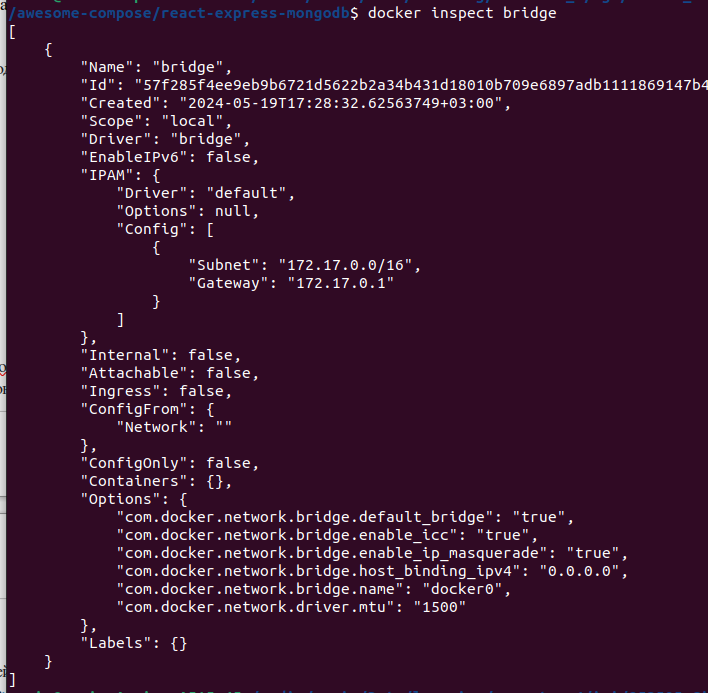 /awesome-compose/react-express-mongodb$ docker inspect bridge
[
    {
        "Name": "bridge",
        "Id": "57f285f4ee9eb9b6721d5622b2a34b431d18010b709e6897adb1111869147b4
        "Created": "2024-05-19T17:28:32.62563749+03:00",
        "Scope": "local",
        "Driver": "bridge",
        "EnableIPv6": false,
        "IPAM": {
            "Driver": "default",
            "Options": null,
            "Config": [
                {
                    "Subnet": "172.17.0.0/16",
                    "Gateway": "172.17.0.1"
                }
            ]
        },
        "Internal": false,
        "Attachable": false,
        "Ingress": false,
        "ConfigFrom": {
            "Network": ""
        },
        "ConfigOnly": false,
        "Containers": {},
        "Options": {
            "com.docker.network.bridge.default_bridge": "true",
            "com.docker.network.bridge.enable_icc": "true",
            "com.docker.network.bridge.enable_ip_masquerade": "true",
            "com.docker.network.bridge.host_binding_ipv4": "0.0.0.0",
            "com.docker.network.bridge.name": "docker0",
            "com.docker.network.driver.mtu": "1500"
        },
        "Labels": {}
    }
]